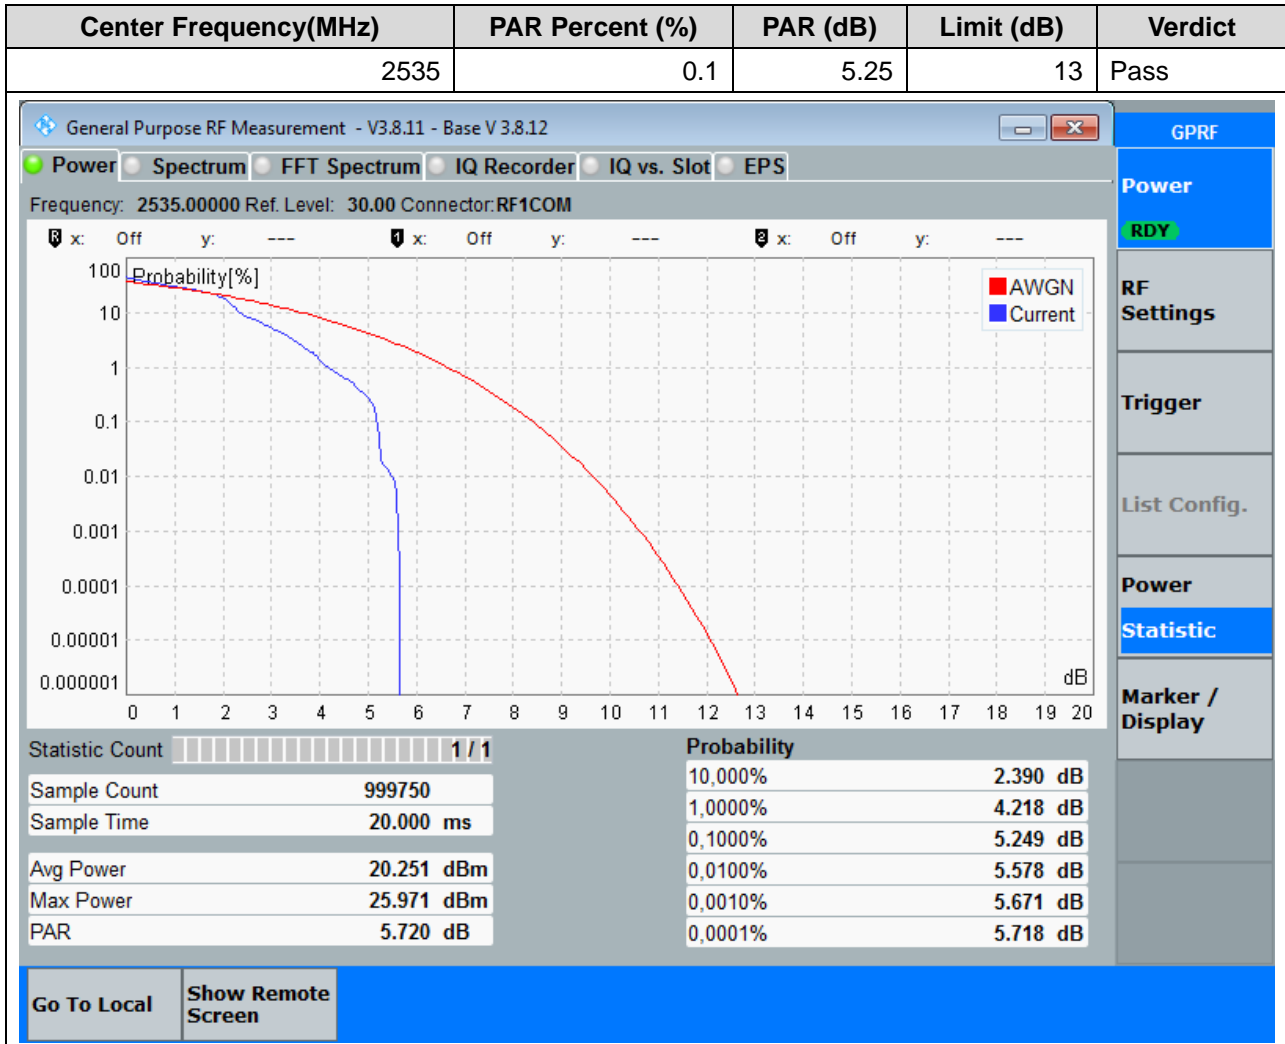 Center Frequency(MHz) PAR Percent (%) PAR (dB) Limit (dB) Verdict
2535 0.1 5.25 13 Pass
General Purpose RF Measurement - V3.8.11 - Base V 3.8.12
GPRF
Power Spectrum FFT Spectrum IQ Recorder IQ vs. Slot EPS
Frequency: 2535.00000 Ref. Level: 30.00 Connector:RF1COM
R x: Off y: --- 1 x: Off y: --- 2 x: Off y: ---
Probability[%]
AWGN
Current
100
10
1
0.1
0.01
0.001
0.0001
0.00001
0.000001
dB
0 1 2 3 4 5 6 7 8 9 10 11 12 13 14 15 16 17 18 19 20
Statistic Count 1 / 1
Sample Count 999750
Sample Time 20.000 ms
Avg Power 20.251 dBm
Max Power 25.971 dBm
PAR 5.720 dB
Probability
10,000% 2.390 dB
1,0000% 4.218 dB
0,1000% 5.249 dB
0,0100% 5.578 dB
0,0010% 5.671 dB
0,0001% 5.718 dB
Power
RDY
RF
Settings
Trigger
List Config.
Power
Statistic
Marker /
Display
Go To Local
Show Remote
Screen